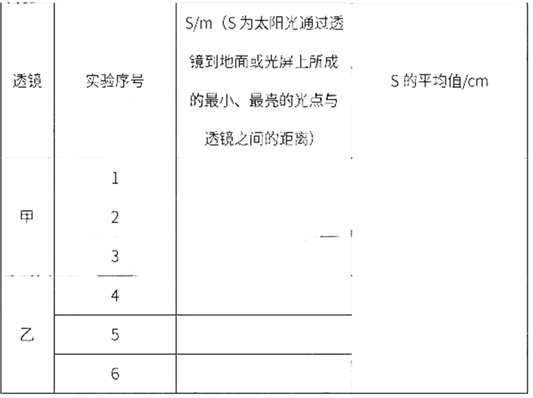 透镜
实验序号
S/m（S 为太阳光通过透
镜到地面或光屏上所成
的最小、最亮的光点与
透镜之间的距离）
S 的平均值/cm
甲
1
2
3
乙
4
5
6